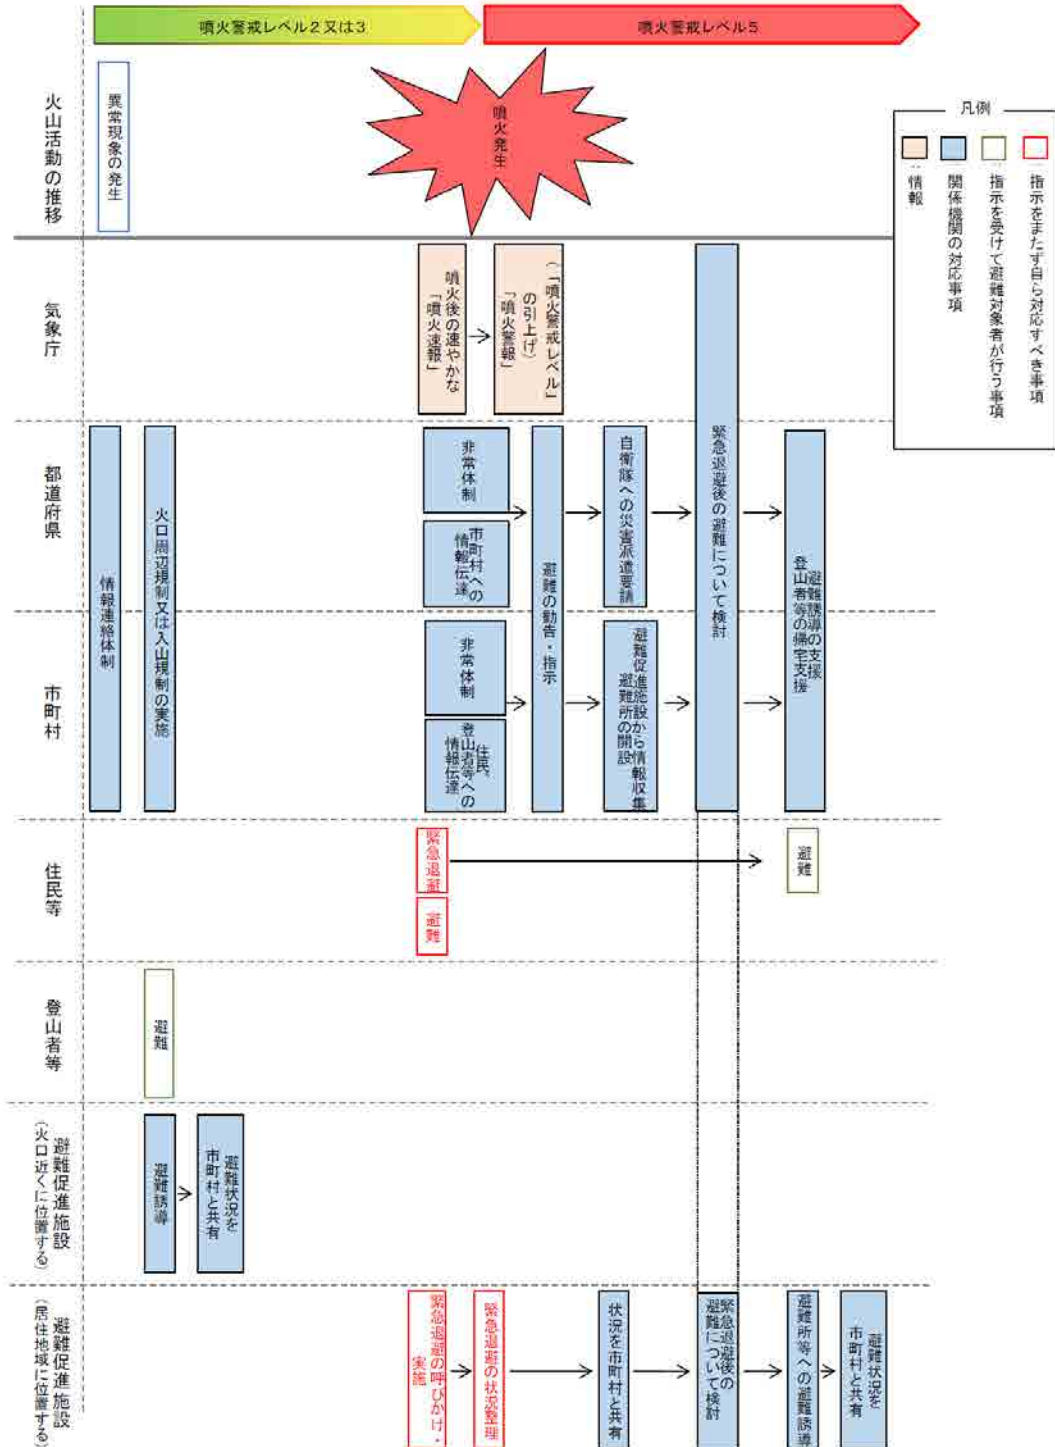 噴火警戒レベル２又は３
噴火警戒レベル５
火山活動の推移
異常現象の発生
噴火発生
凡例
：情報
：関係機関の対応事項
：指示を受けて避難対象者が行う事項
：指示をまたず自ら対応すべき事項
気象庁
噴火後の速やかな
「噴火速報」
（「噴火警戒レベル」
の引上げ）
「噴火警報」
都道府県
情報連絡体制
火口周辺規制又は入山規制の実施
非常体制
市町村への
情報伝達
避難の勧告・指示
自衛隊への災害派遣要請
緊急退避後の避難について検討
避難誘導の支援
登山者等の帰宅支援
市町村
非常体制
住民、
登山者等への
情報伝達
避難促進施設から情報収集
避難所の開設
住民等
緊急退避
避難
避難
登山者等
避難
避難促進施設
（火口近くに位置する）
避難誘導
避難状況を
市町村と共有
避難促進施設
（居住地域に位置する）
緊急退避の呼びかけ・
実施
緊急退避の状況整理
状況を市町村と共有
緊急退避後の
避難について検討
避難所等への避難誘導
避難状況を
市町村と共有